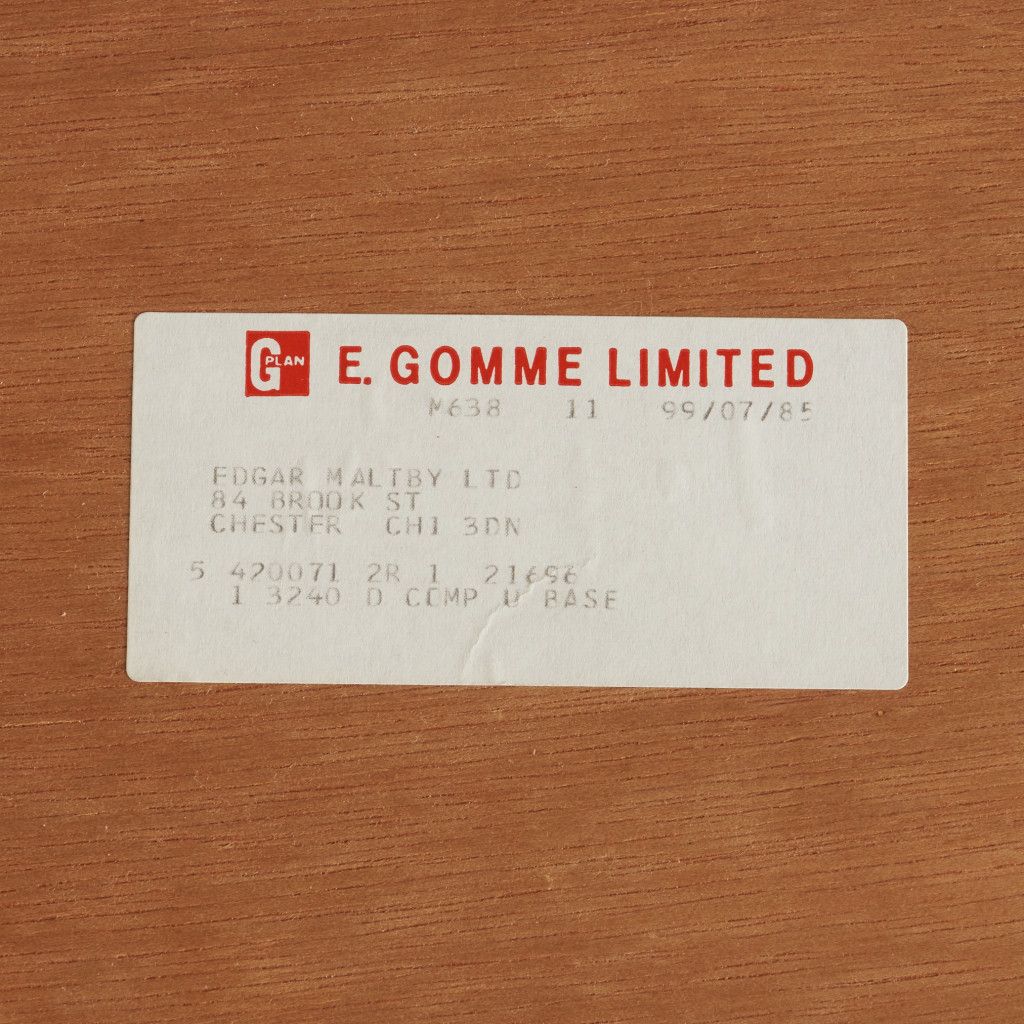 G PLAN E. GOMME LIMITED
M638 11 99/07/85
EDGAR MALTBY LTD
84 BROOK ST
CHESTER CH1 3DN
5 420071 2R 1 21696
1 3240 D COMP U BASE